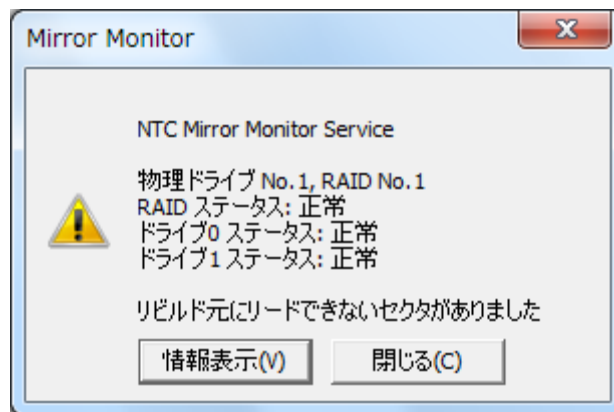 Mirror Monitor
NTC Mirror Monitor Service
物理ドライブ No.1, RAID No.1
RAID ステータス: 正常
ドライブ0 ステータス: 正常
ドライブ1 ステータス: 正常
リビルド元にリードできないセクタがありました
情報表示(V)
閉じる(C)